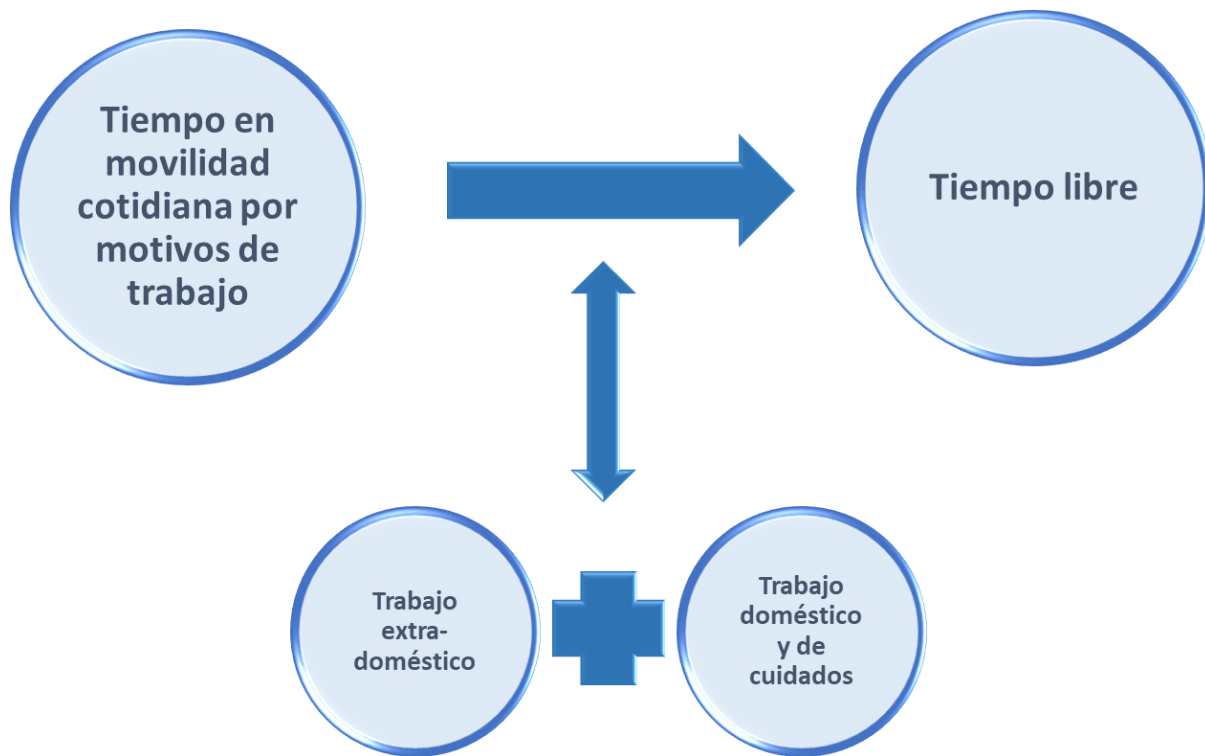 Tiempo en
movilidad
cotidiana por
motivos de
trabajo
Tiempo libre
Trabajo
extra-
doméstico
Trabajo
doméstico
y de
cuidados